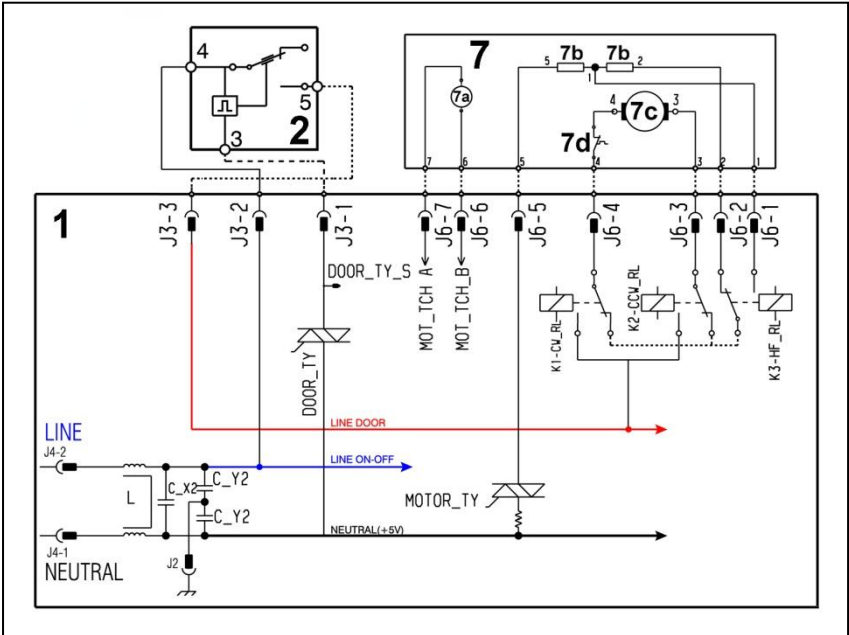 4
5
3
2
7
5
7b
7b
2
1
7a
4
7c
3
7d
7
6
5
4
3
2
1
1
J3-3
J3-2
J3-1
J6-7
J6-6
J6-5
J6-4
J6-3
J6-2
J6-1
DOOR_TY_S
MOT_TCH A
MOT_TCH_B
DOOR_TY
K1-CW_RL
K2-CCW_RL
K3-HF_RL
LINE DOOR
LINE
J4-2
LINE ON-OFF
L
C_X2
C_Y2
C_Y2
MOTOR_TY
NEUTRAL(+5V)
J4-1
NEUTRAL
J2